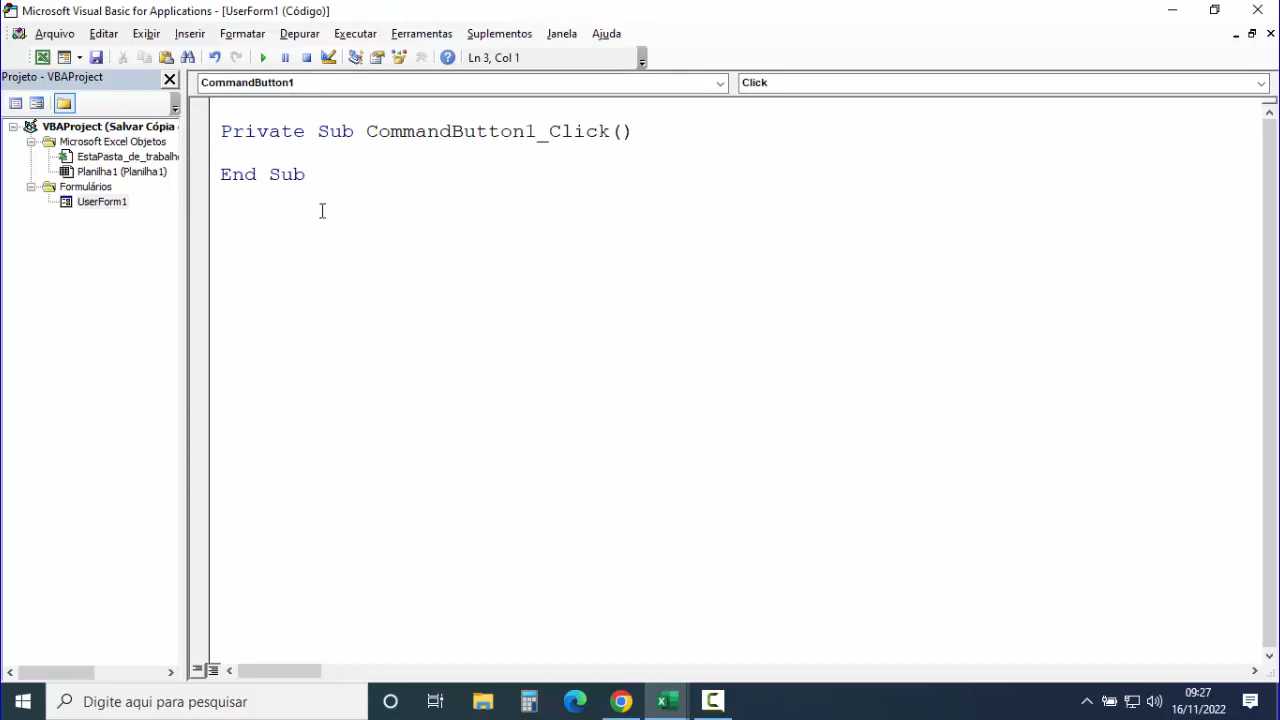 Microsoft Visual Basic for Applications - [UserForm1 (Código)]
Arquivo Editar Exibir Inserir Formatar Depurar Executar Ferramentas Suplementos Janela Ajuda
Ln 3, Col 1
Projeto - VBAProject
CommandButton1
Click
VBAProject (Salvar Cópia
Microsoft Excel Objetos
EstaPasta_de_trabalh
Planilha1 (Planilha1)
Formulários
UserForm1
Private Sub CommandButton1_Click()
End Sub
Digite aqui para pesquisar
09:27
16/11/2022